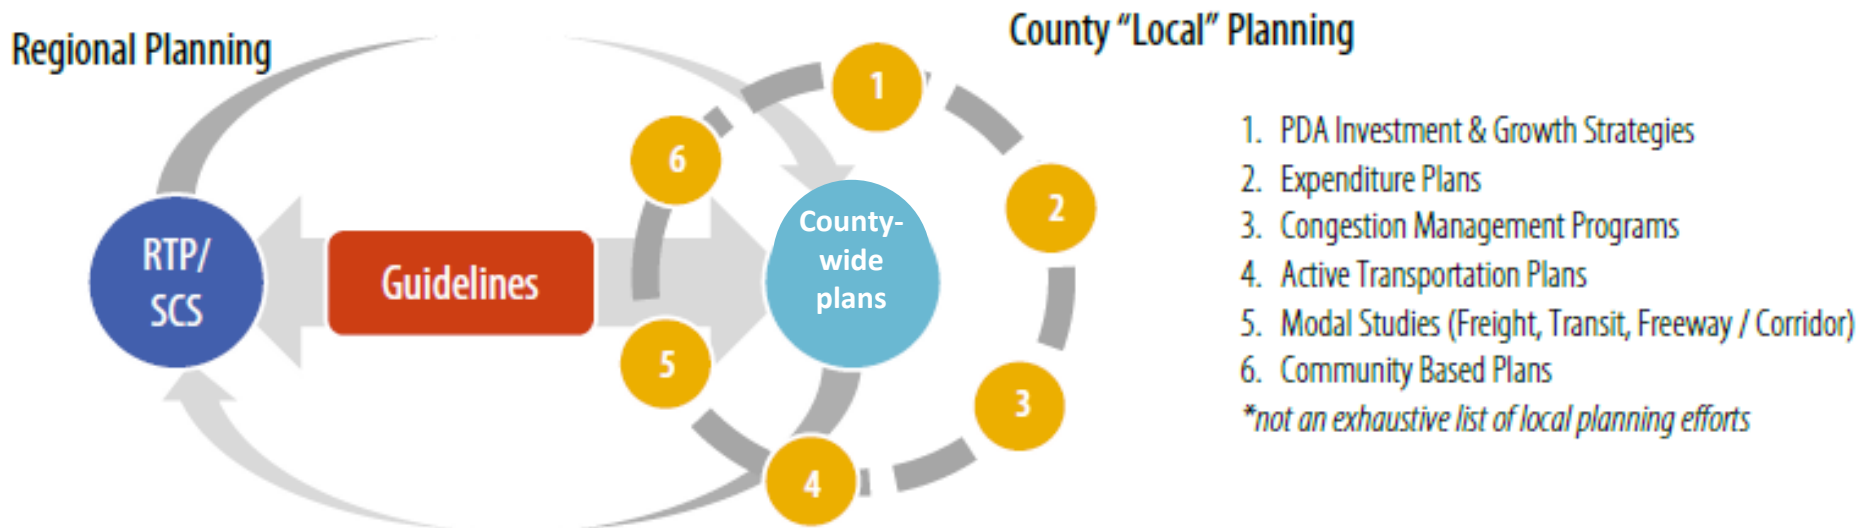 Regional Planning
County “Local” Planning
1
2
3
4
5
6
RTP/
SCS
Guidelines
County-
wide
plans
1. PDA Investment & Growth Strategies
2. Expenditure Plans
3. Congestion Management Programs
4. Active Transportation Plans
5. Modal Studies (Freight, Transit, Freeway / Corridor)
6. Community Based Plans
*not an exhaustive list of local planning efforts